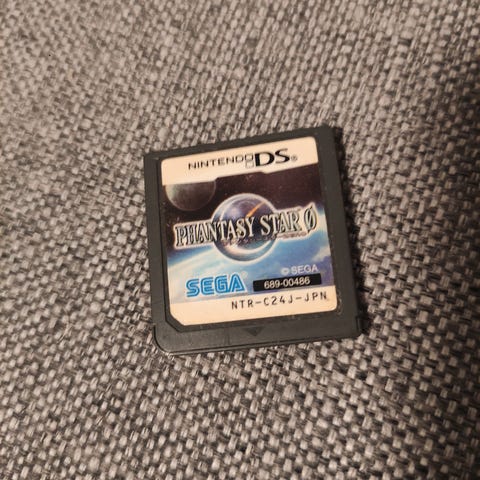 NINTENDO DS®
PHANTASY STAR 0
SEGA
© SEGA
689-00486
NTR-C24J-JPN